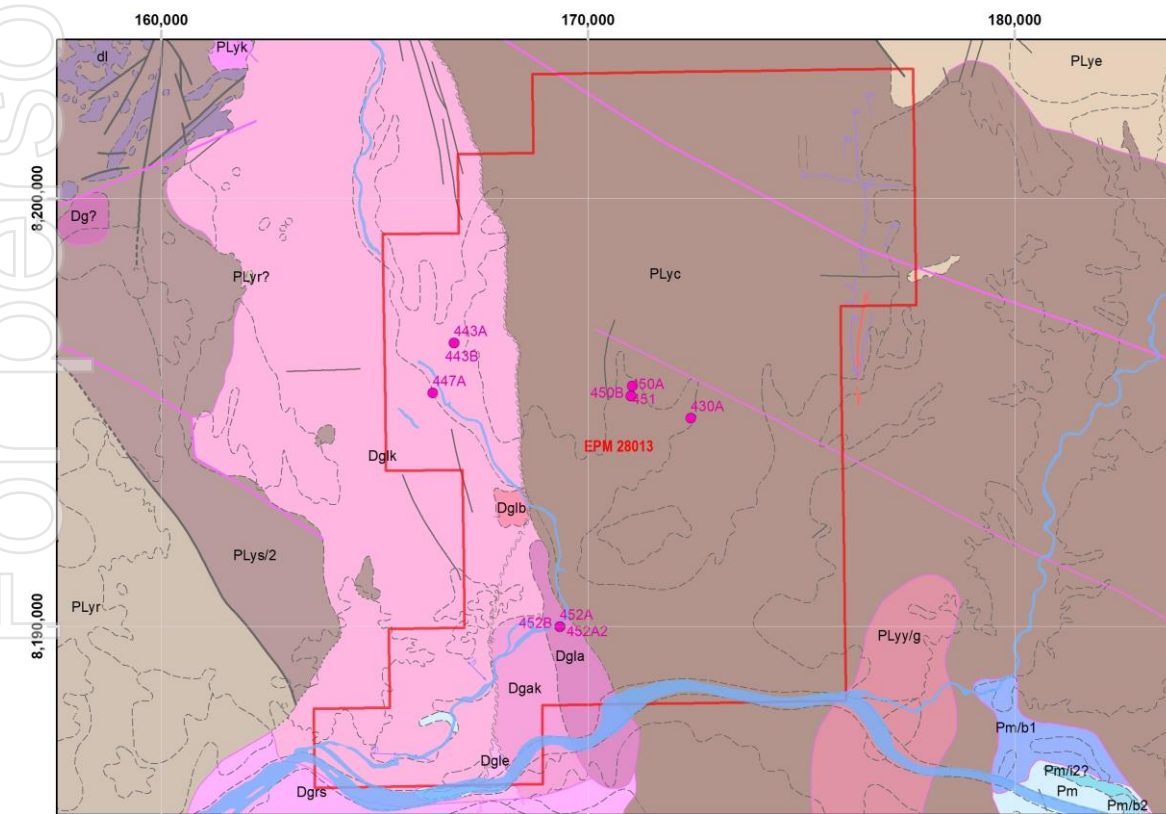 160,000
170,000
180,000
For perso
dl
PLyk
PLye
8,200,000
Dg?
PLyr?
PLyc
443A
443B
447A
450A
450B
451
430A
EPM 28013
Dglk
Dglb
PLys/2
PLyr
8,190,000
452A
452B
452A2
Dgla
PLyy/g
Dgak
Pm/b1
Dgle
Pm/i2?
Dgrs
Pm
Pm/b2